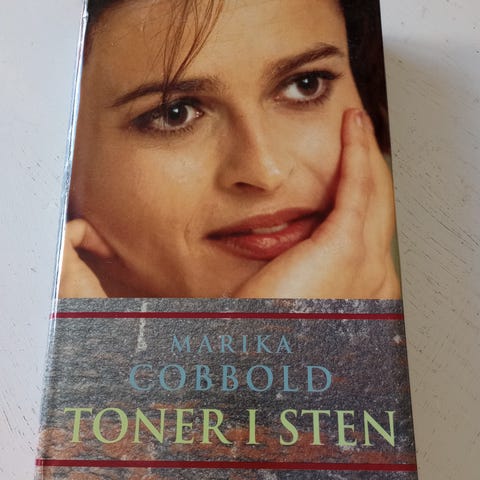 MARIKA
COBBOLD
TONER I STEN